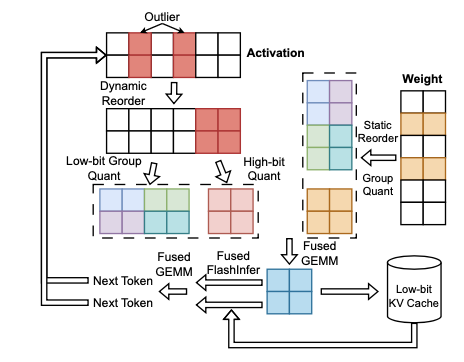 Outlier
Activation
Dynamic
Reorder
Low-bit Group
Quant
High-bit
Quant
Weight
Static
Reorder
Group
Quant
Fused
GEMM
Fused
FlashInfer
Fused
GEMM
Next Token
Next Token
Low-bit
KV Cache